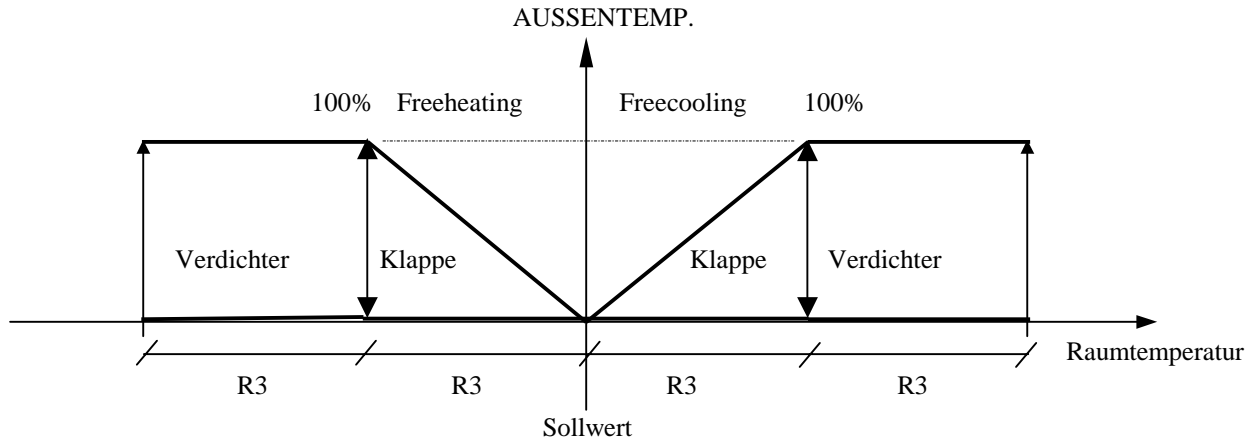 AUSSENTEMP.
100% Freeheating Freecooling 100%
Verdichter Klappe Klappe Verdichter
Raumtemperatur
R3 R3 R3 R3
Sollwert